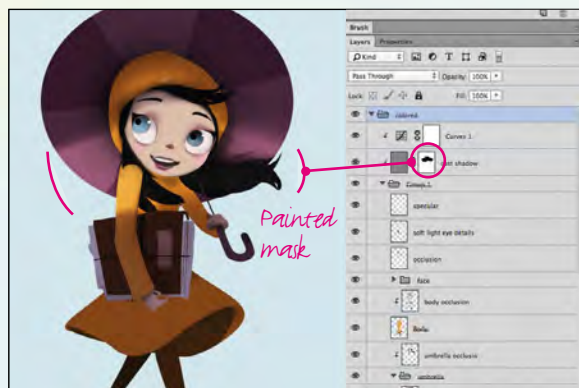 Brush
Layers Properties
Kind
Pass Through Opacity: 100%
Lock: Fill: 100%
colored
Curves 1
cast shadow
Group 1
specular
soft light eye details
occlusion
face
body occlusion
Body
umbrella occlusion
umbrella
Painted
mask